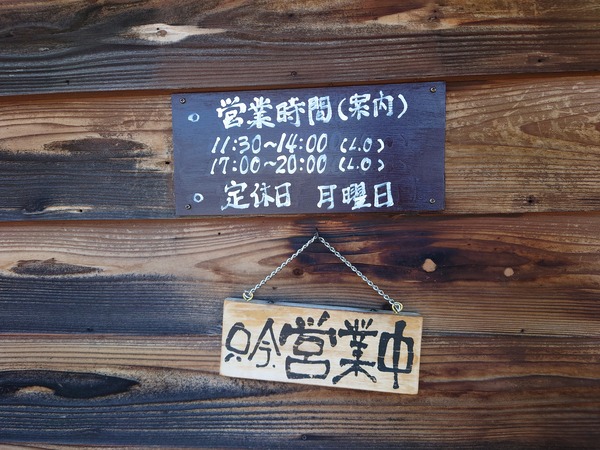 ○ 営業時間(案内)
11:30~14:00 (L.O)
17:00~20:00 (L.O)
○ 定休日 月曜日
只今営業中